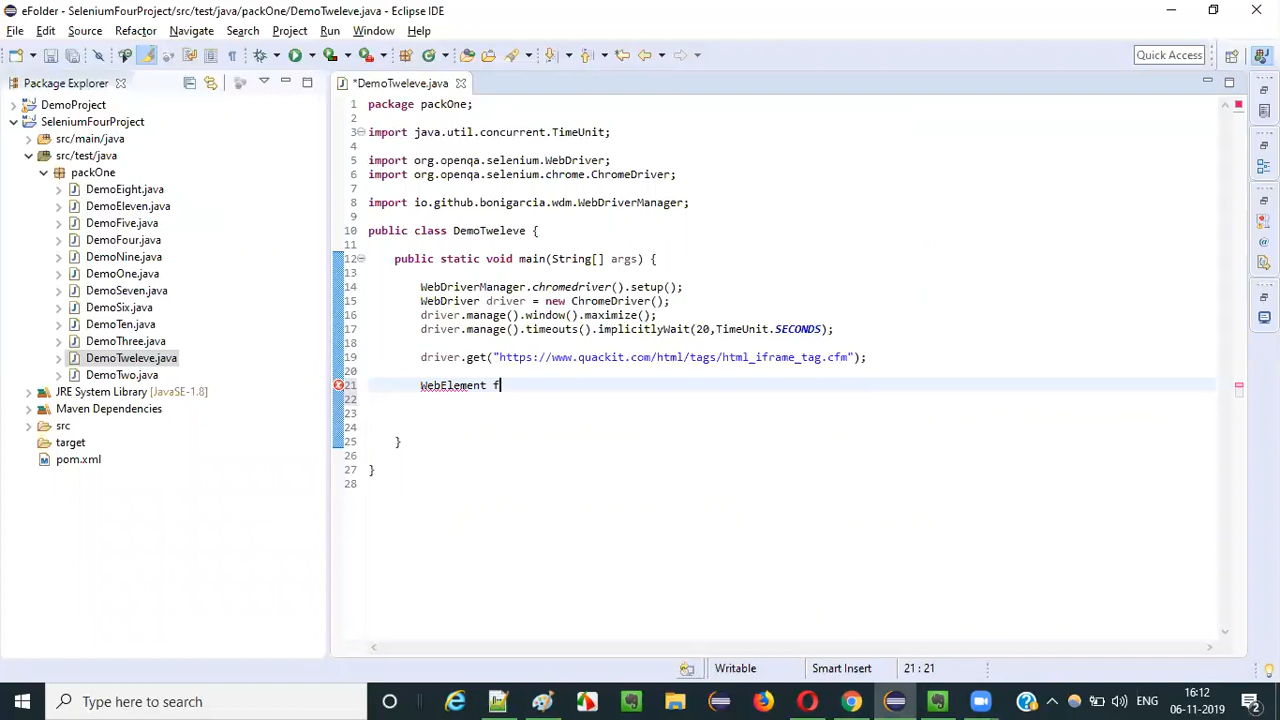 eFolder - SeleniumFourProject/src/test/java/packOne/DemoTweleve.java - Eclipse IDE
File Edit Source Refactor Navigate Search Project Run Window Help
Quick Access
Package Explorer
DemoProject
SeleniumFourProject
src/main/java
src/test/java
packOne
DemoEight.java
DemoEleven.java
DemoFive.java
DemoFour.java
DemoNine.java
DemoOne.java
DemoSeven.java
DemoSix.java
DemoTen.java
DemoThree.java
DemoTweleve.java
DemoTwo.java
JRE System Library [JavaSE-1.8]
Maven Dependencies
src
target
pom.xml
*DemoTweleve.java
1 package packOne;
2
3 import java.util.concurrent.TimeUnit;
4
5 import org.openqa.selenium.WebDriver;
6 import org.openqa.selenium.chrome.ChromeDriver;
7
8 import io.github.bonigarcia.wdm.WebDriverManager;
9
10 public class DemoTweleve {
11
12 public static void main(String[] args) {
13
14 WebDriverManager.chromedriver().setup();
15 WebDriver driver = new ChromeDriver();
16 driver.manage().window().maximize();
17 driver.manage().timeouts().implicitlyWait(20,TimeUnit.SECONDS);
18
19 driver.get("https://www.quackit.com/html/tags/html_iframe_tag.cfm");
20
21 WebElement f
22
23
24
25 }
26
27 }
28
Writable Smart Insert 21 : 21
Type here to search
ENG
16:12
06-11-2019
2